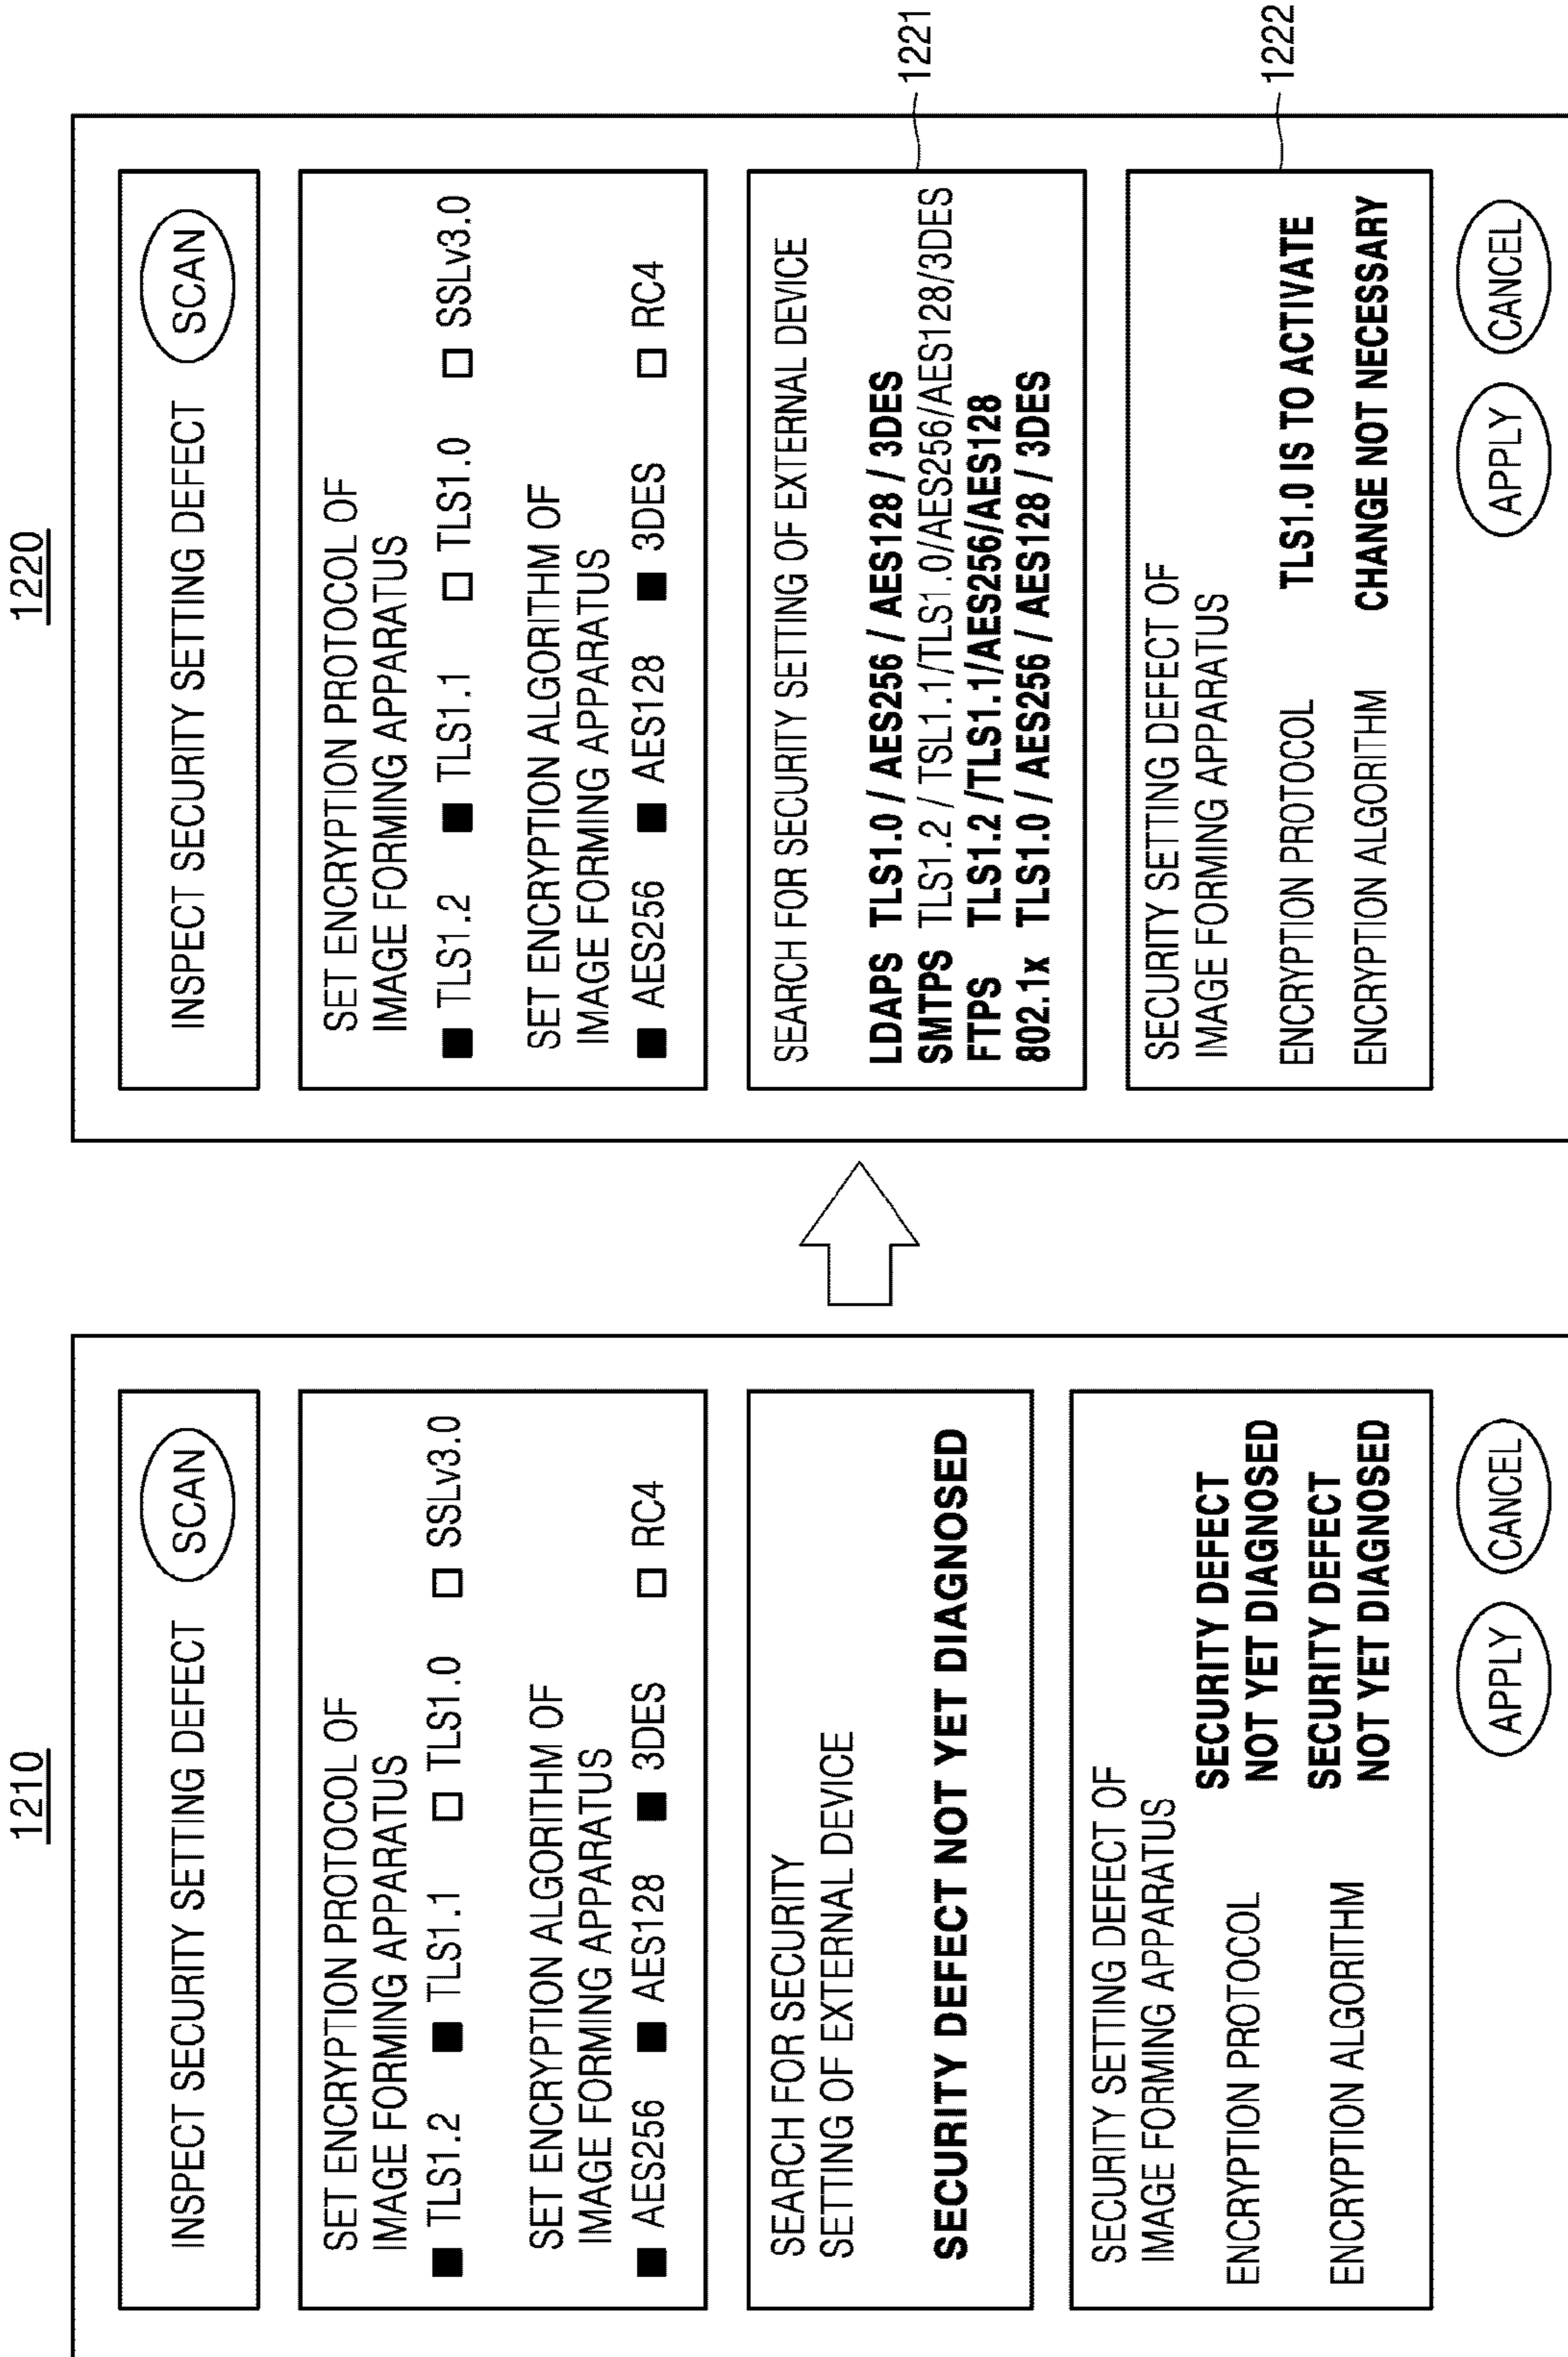 1210
INSPECT SECURITY SETTING DEFECT SCAN
SET ENCRYPTION PROTOCOL OF
IMAGE FORMING APPARATUS
TLS1.2 TLS1.1 TLS1.0 SSLv3.0
SET ENCRYPTION ALGORITHM OF
IMAGE FORMING APPARATUS
AES256 AES128 3DES RC4
SEARCH FOR SECURITY
SETTING OF EXTERNAL DEVICE
SECURITY DEFECT NOT YET DIAGNOSED
SECURITY SETTING DEFECT OF
IMAGE FORMING APPARATUS
ENCRYPTION PROTOCOL
SECURITY DEFECT
NOT YET DIAGNOSED
ENCRYPTION ALGORITHM
SECURITY DEFECT
NOT YET DIAGNOSED
APPLY CANCEL
1220
INSPECT SECURITY SETTING DEFECT SCAN
SET ENCRYPTION PROTOCOL OF
IMAGE FORMING APPARATUS
TLS1.2 TLS1.1 TLS1.0 SSLv3.0
SET ENCRYPTION ALGORITHM OF
IMAGE FORMING APPARATUS
AES256 AES128 3DES RC4
SEARCH FOR SECURITY SETTING OF EXTERNAL DEVICE
LDAPS TLS1.0 / AES256 / AES128 / 3DES
SMTPS TLS1.2 / TSL1.1/TLS1.0/AES256/AES128/3DES
FTPS TLS1.2 /TLS1.1/AES256/AES128
802.1x TLS1.0 / AES256 / AES128 / 3DES
1221
SECURITY SETTING DEFECT OF
IMAGE FORMING APPARATUS
ENCRYPTION PROTOCOL TLS1.0 IS TO ACTIVATE
ENCRYPTION ALGORITHM CHANGE NOT NECESSARY
1222
APPLY CANCEL